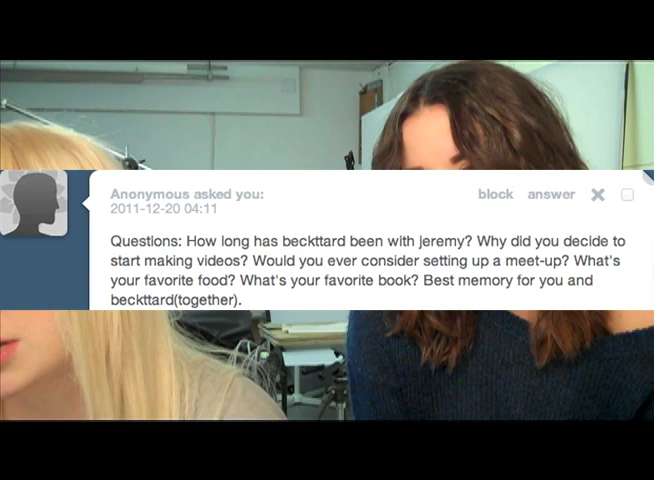 Anonymous asked you:
block answer
2011-12-20 04:11
Questions: How long has beckttard been with jeremy? Why did you decide to
start making videos? Would you ever consider setting up a meet-up? What's
your favorite food? What's your favorite book? Best memory for you and
beckttard(together).